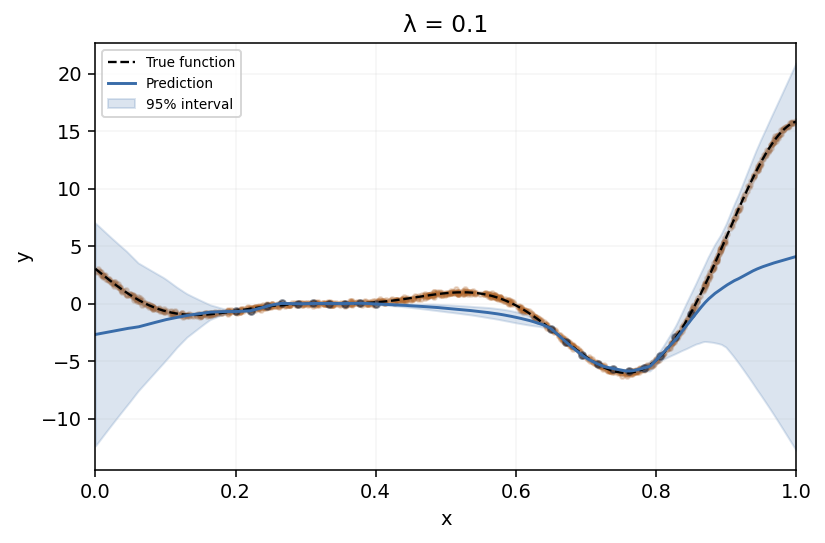 λ = 0.1
True function
Prediction
95% interval
20
15
10
5
0
−5
−10
y
0.0 0.2 0.4 0.6 0.8 1.0
x